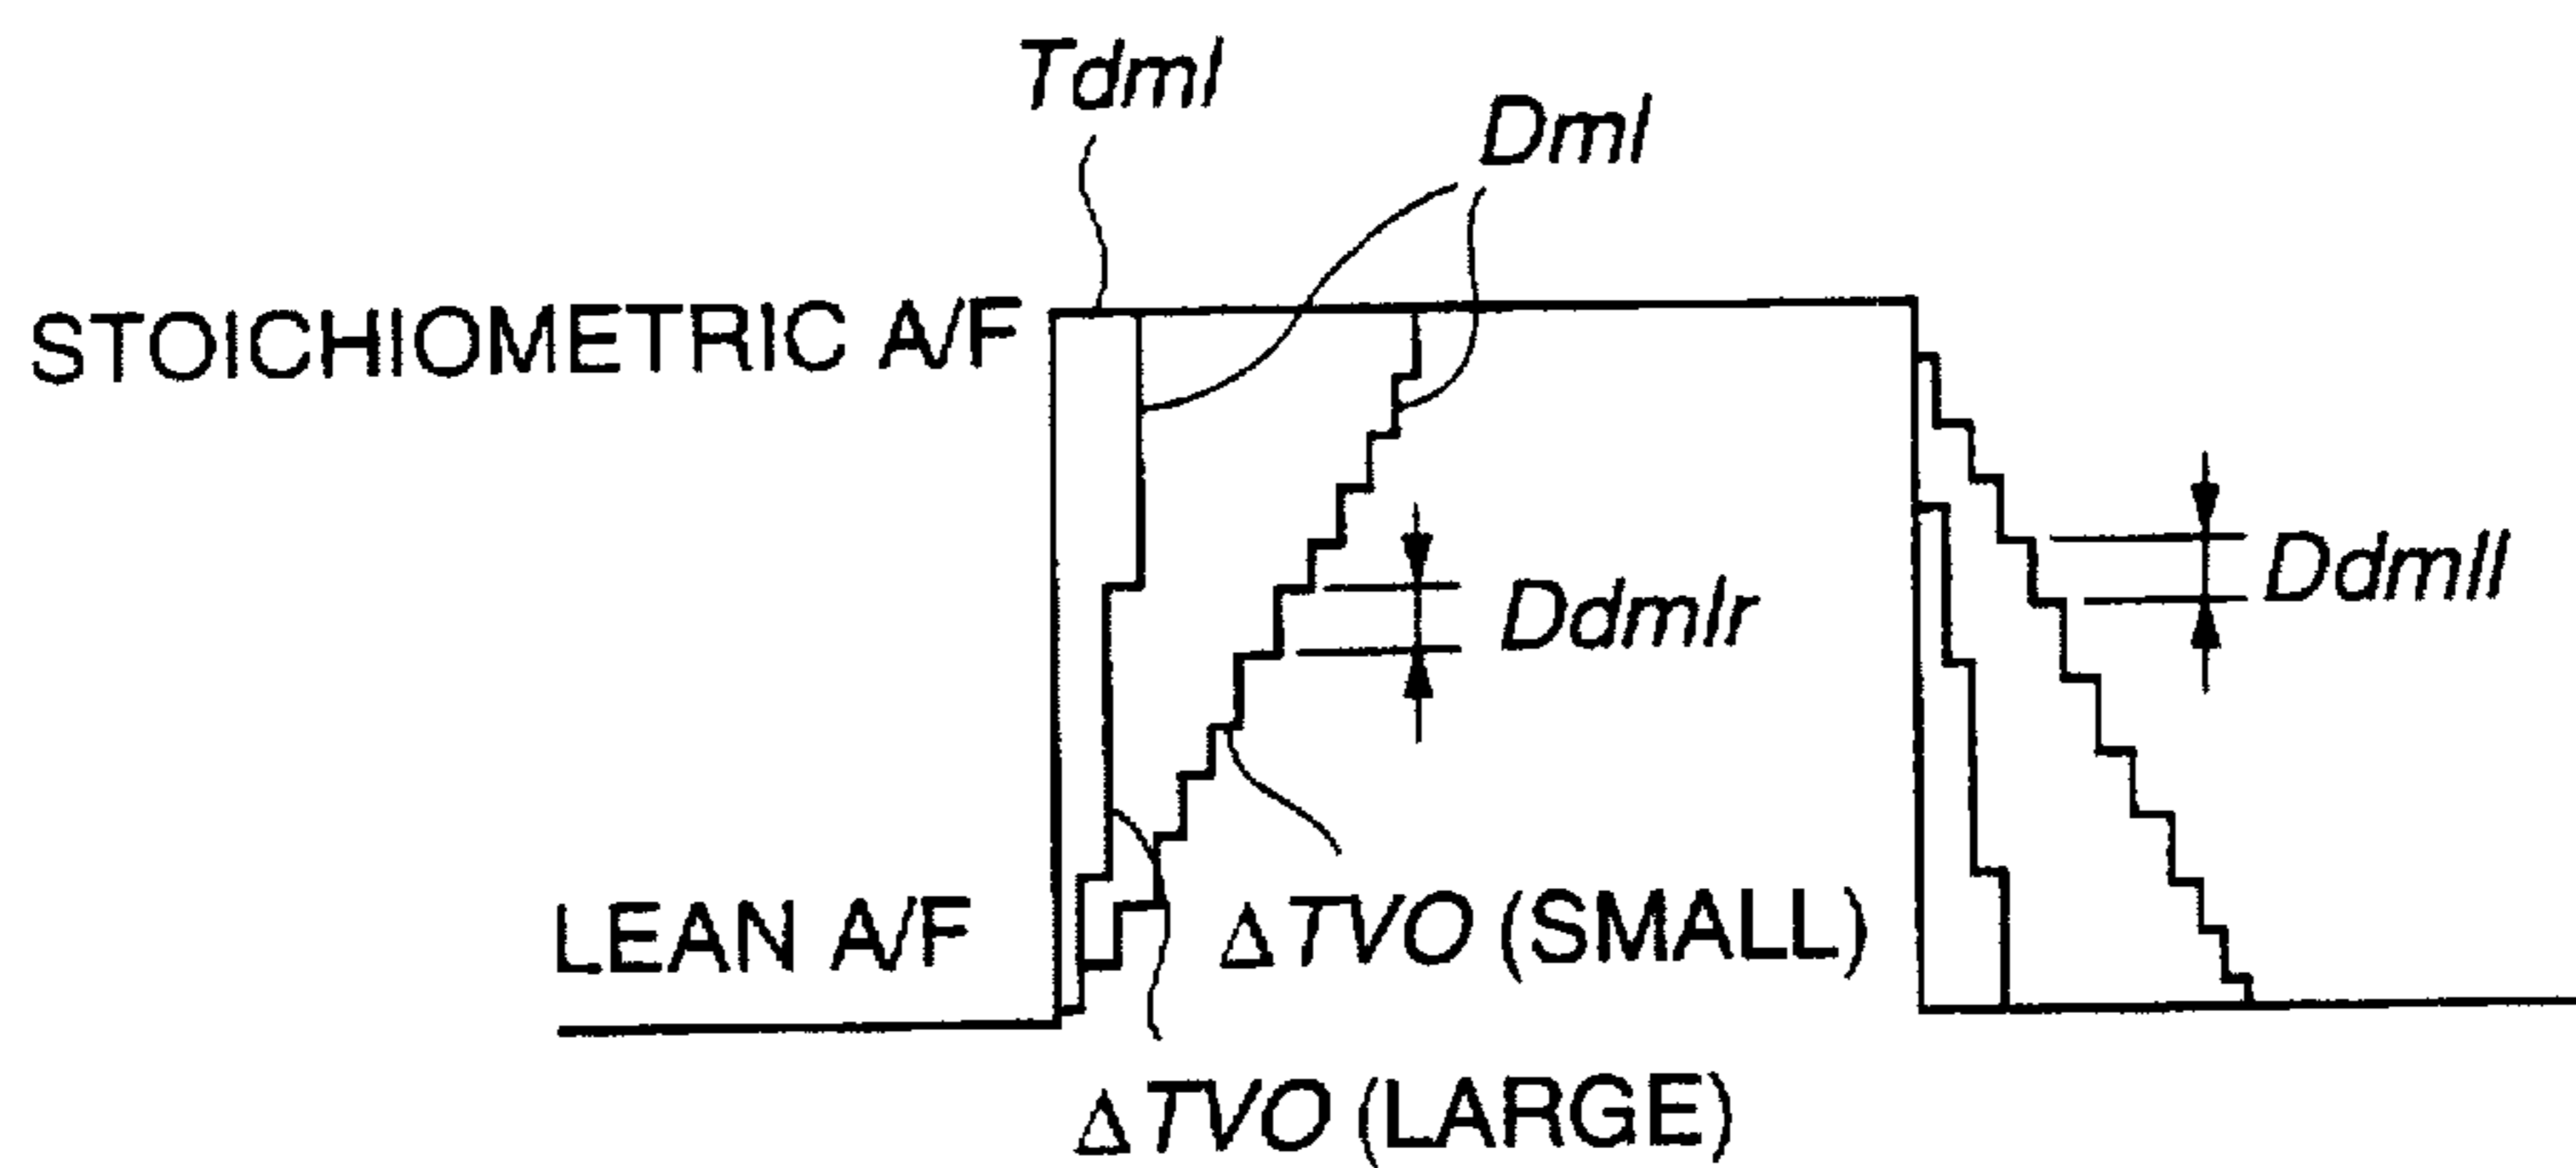 Tdml
Dml
STOICHIOMETRIC A/F
Ddmlr
Ddmll
LEAN A/F
ΔTVO (SMALL)
ΔTVO (LARGE)